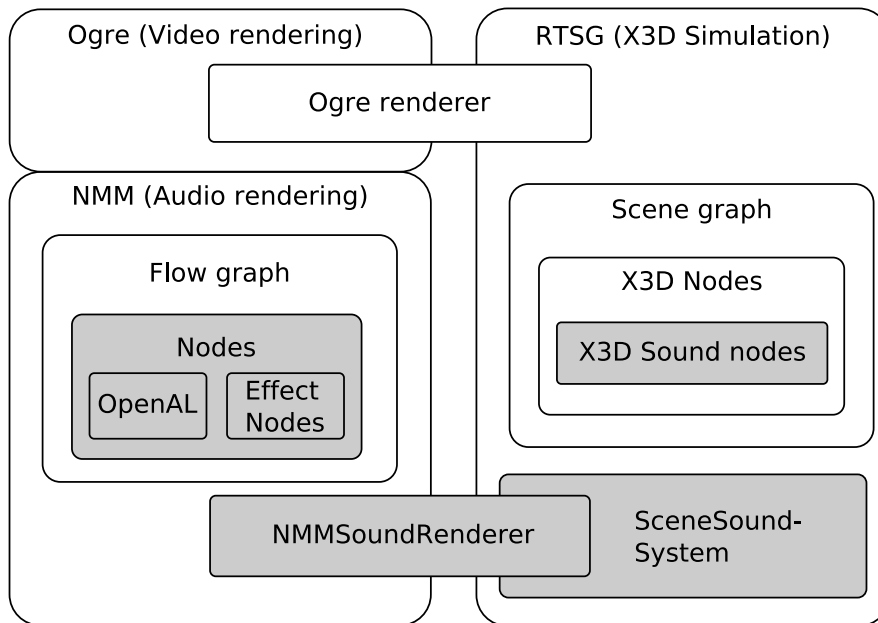 Ogre (Video rendering)
RTSG (X3D Simulation)
Ogre renderer
NMM (Audio rendering)
Flow graph
Nodes
OpenAL
Effect
Nodes
Scene graph
X3D Nodes
X3D Sound nodes
NMMSoundRenderer
SceneSound-
System